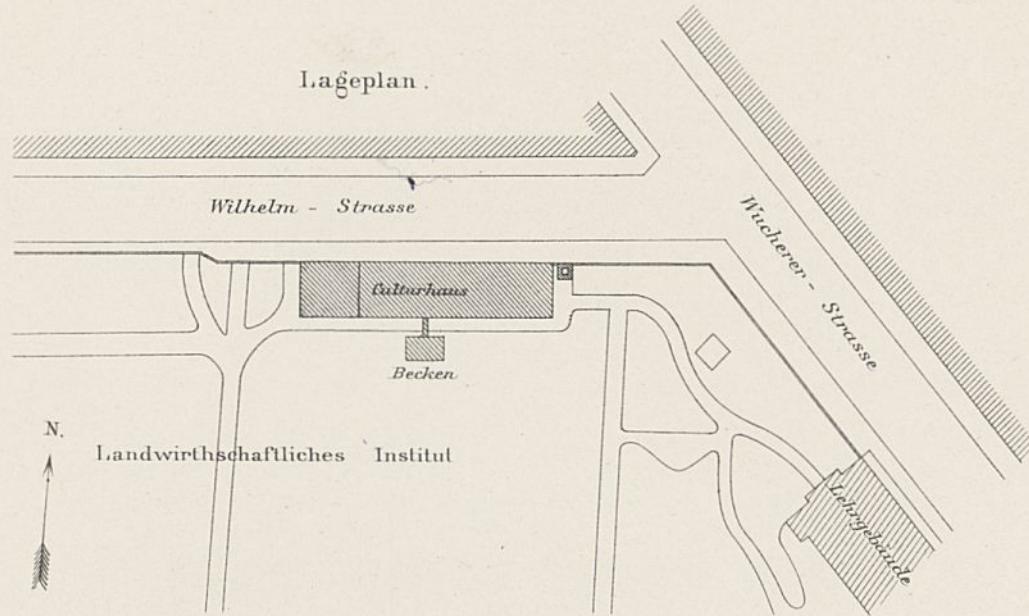 Lageplan.
Wilhelm - Strasse
Wucherer - Strasse
Culturhaus
Becken
N.
Landwirthschaftliches Institut
Lehrgebäude